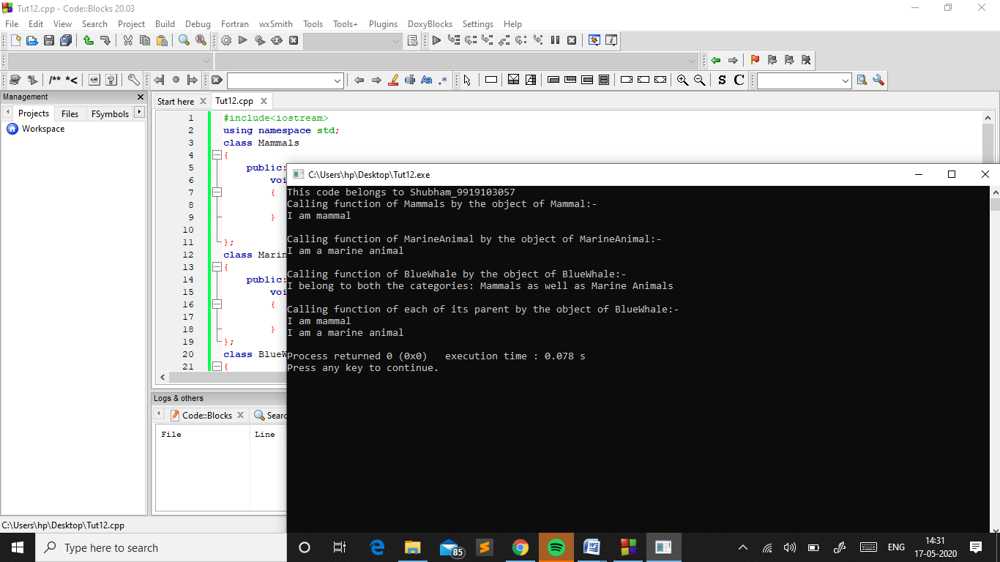 Tut12.cpp - Code::Blocks 20.03
File Edit View Search Project Build Debug Fortran wxSmith Tools Tools+ Plugins DoxyBlocks Settings Help
/** *<
Aa .*
S C
Management
Projects Files FSymbols
Workspace
Start here Tut12.cpp
1 #include<iostream>
2 using namespace std;
3 class Mammals
4 {
5 public:
6 voi
7 {
8
9 }
10
11 };
12 class Marin
13 {
14 public:
15 voi
16 {
17
18 }
19 };
20 class BlueW
21 {
C:\Users\hp\Desktop\Tut12.exe
This code belongs to Shubham_9919103057
Calling function of Mammals by the object of Mammal:-
I am mammal
Calling function of MarineAnimal by the object of MarineAnimal:-
I am a marine animal
Calling function of BlueWhale by the object of BlueWhale:-
I belong to both the categories: Mammals as well as Marine Animals
Calling function of each of its parent by the object of BlueWhale:-
I am mammal
I am a marine animal
Process returned 0 (0x0)   execution time : 0.078 s
Press any key to continue.
Logs & others
Code::Blocks Searc
File Line
C:\Users\hp\Desktop\Tut12.cpp
Type here to search
85
ENG
14:31
17-05-2020